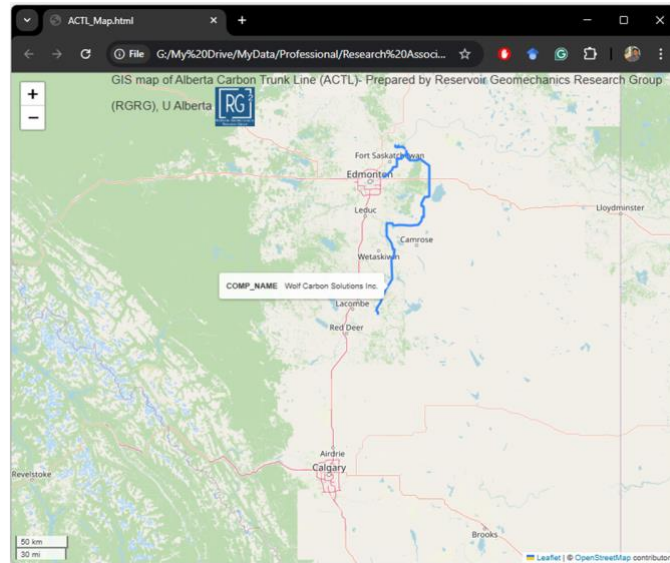 ACTL_Map.html
File G:/My%20Drive/MyData/Professional/Research%20Associ...
GIS map of Alberta Carbon Trunk Line (ACTL)- Prepared by Reservoir Geomechanics Research Group
(RGRG), U Alberta RG
+
−
Fort Saskatchewan
Edmonton
Leduc
Lloydminster
Camrose
Wetaskiwin
COMP_NAME Wolf Carbon Solutions Inc.
Lacombe
Red Deer
Airdrie
Calgary
Revelstoke
Brooks
50 km
30 mi
Leaflet | © OpenStreetMap contributor